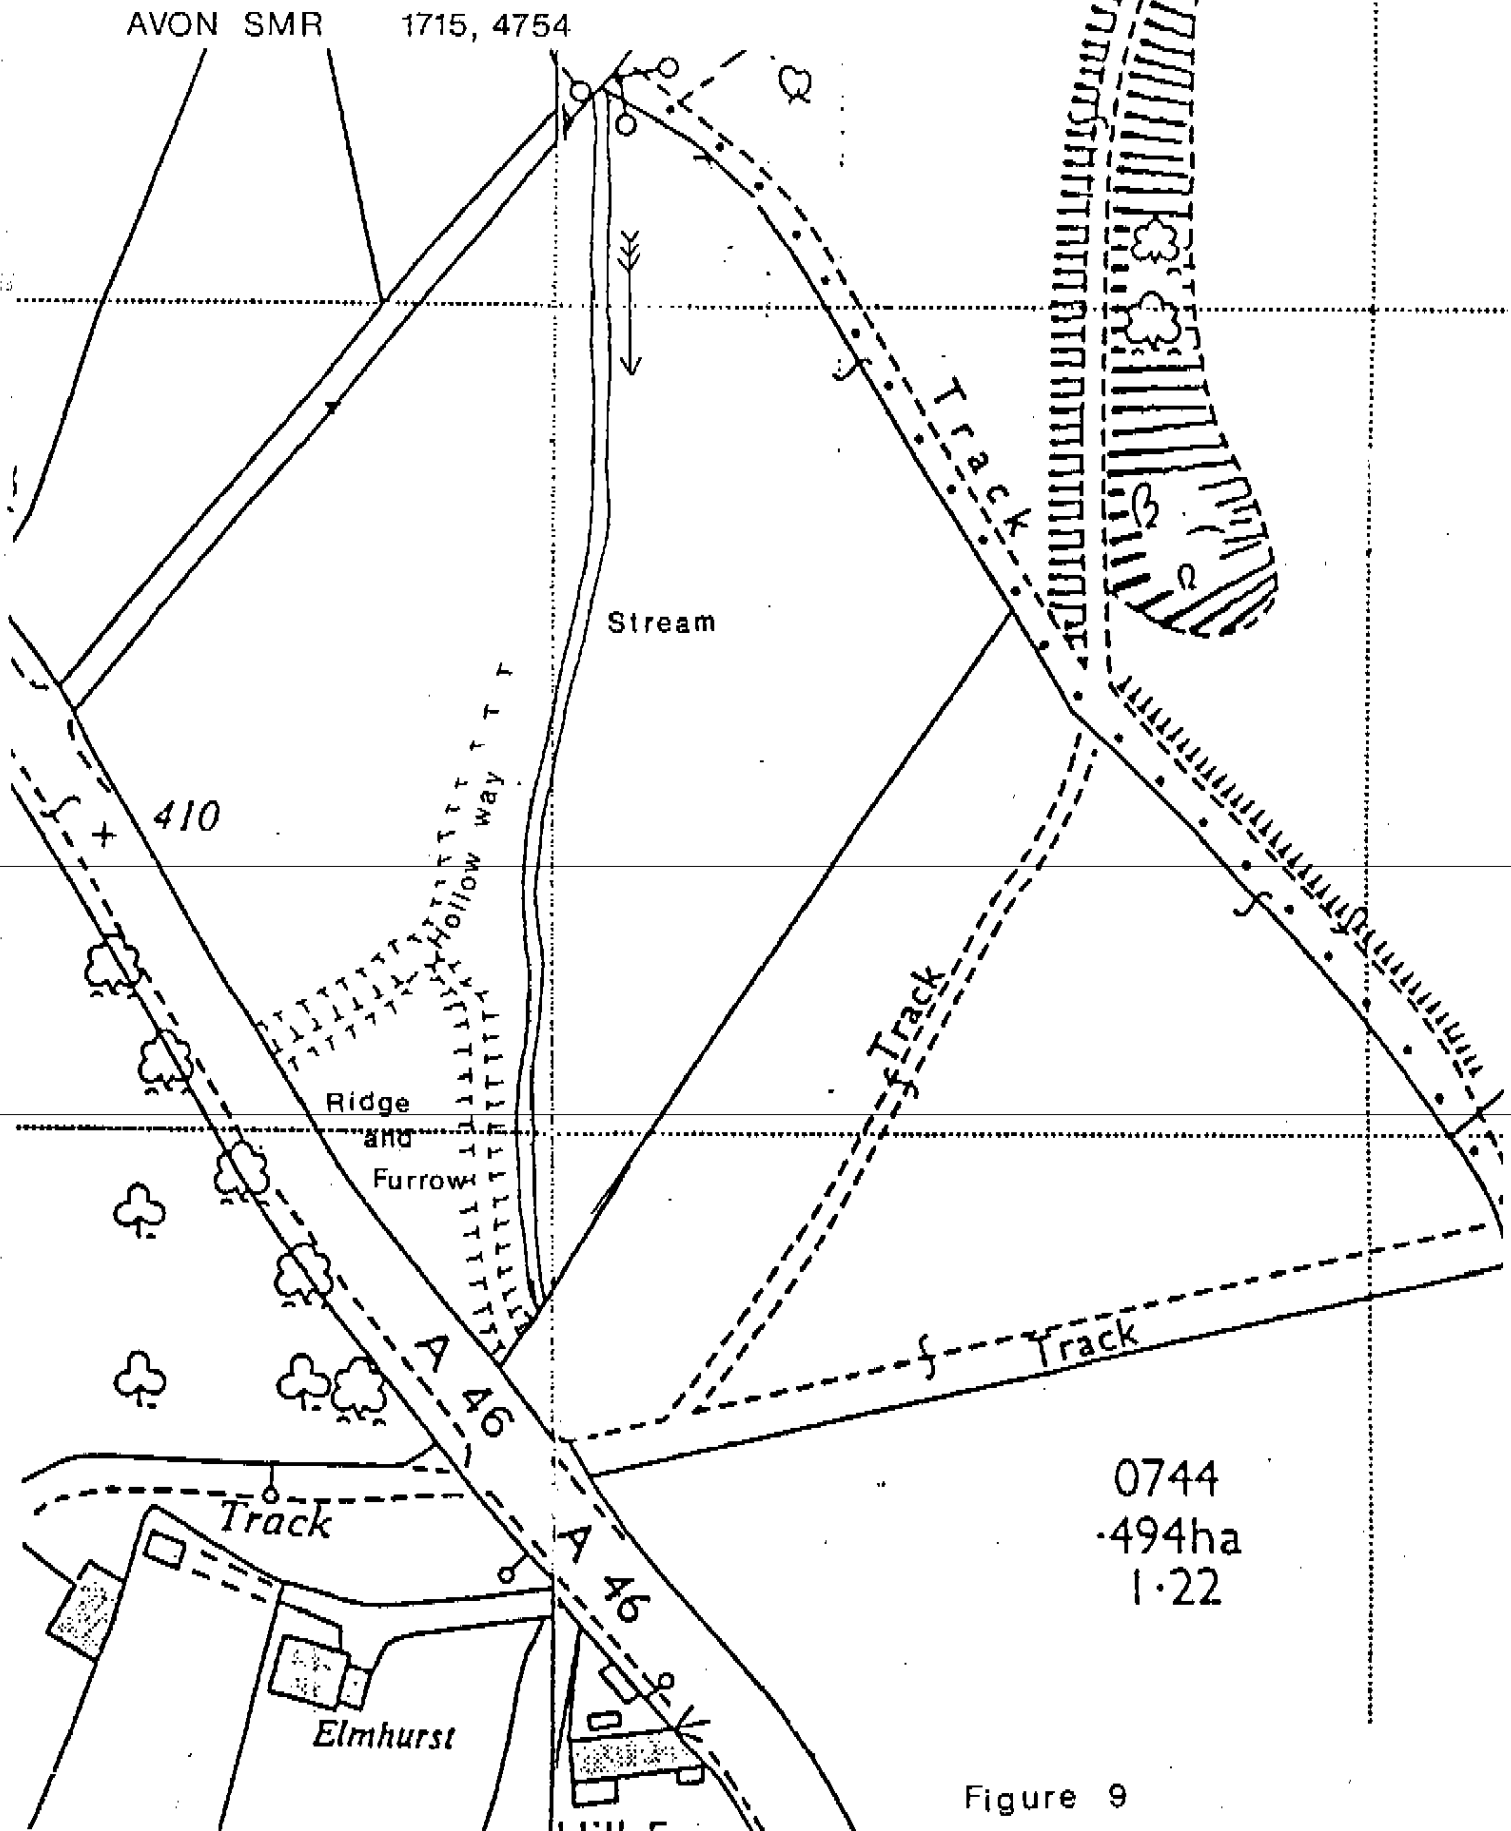 AVON SMR 1715, 4754
Track
Stream
410
Hollow way
Track
Ridge
and
Furrow
A 46
Track
Track
A 46
0744
·494ha
1·22
Elmhurst
Figure 9